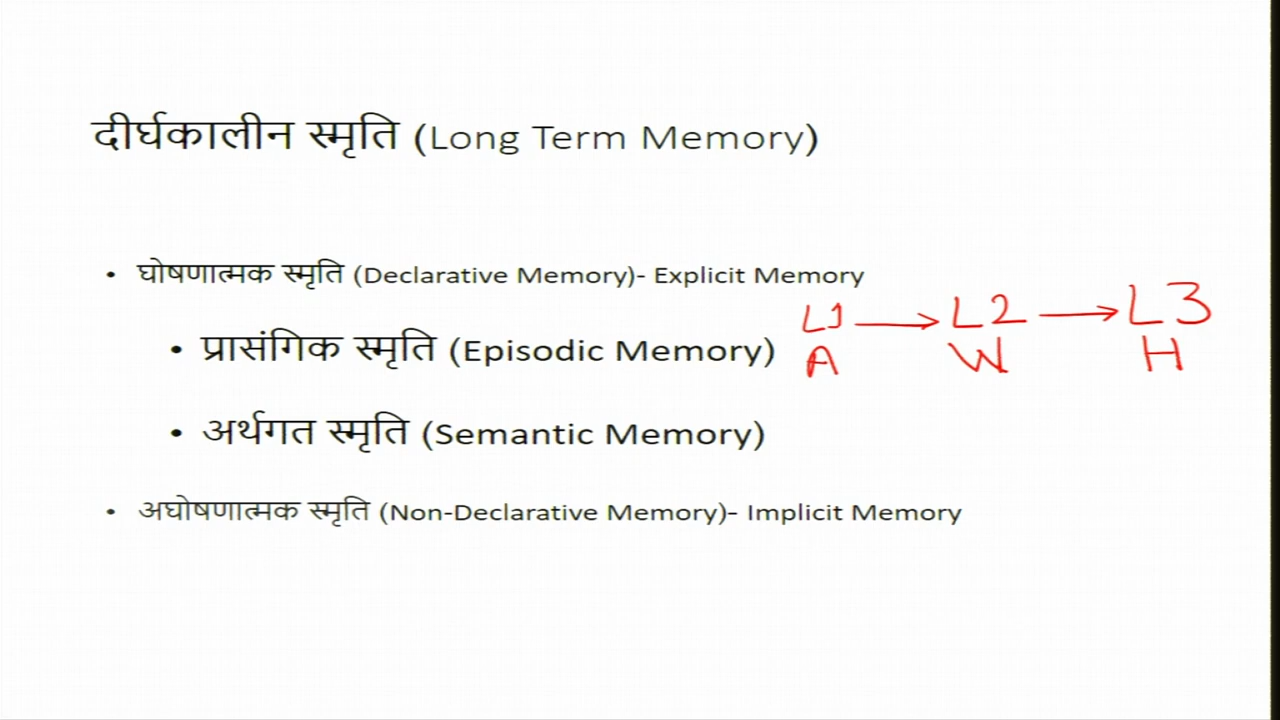 दीर्घकालीन स्मृति (Long Term Memory)
• घोषणात्मक स्मृति (Declarative Memory)- Explicit Memory
L1 → L2 → L3
• प्रासंगिक स्मृति (Episodic Memory) A W H
• अर्थगत स्मृति (Semantic Memory)
• अघोषणात्मक स्मृति (Non-Declarative Memory)- Implicit Memory